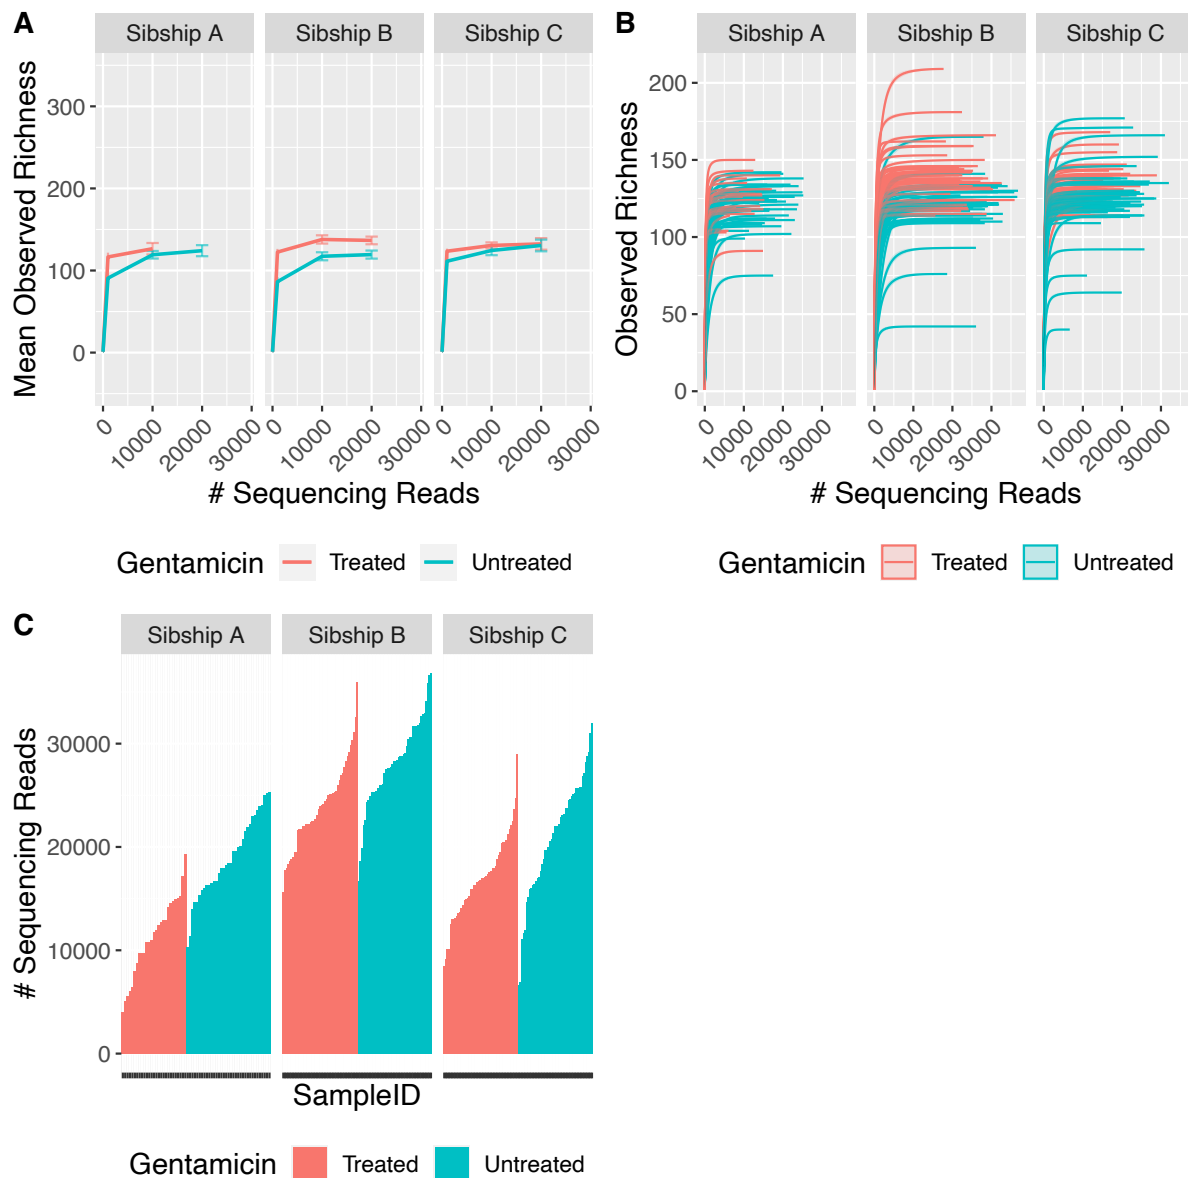 A
Sibship A Sibship B Sibship C
Mean Observed Richness
300
200
100
0
0 10000 20000 30000 0 10000 20000 30000 0 10000 20000 30000
# Sequencing Reads
Gentamicin Treated Untreated
B
Sibship A Sibship B Sibship C
Observed Richness
200
150
100
50
0
0 10000 20000 30000 0 10000 20000 30000 0 10000 20000 30000
# Sequencing Reads
Gentamicin Treated Untreated
C
Sibship A Sibship B Sibship C
# Sequencing Reads
30000
20000
10000
0
SampleID
Gentamicin Treated Untreated